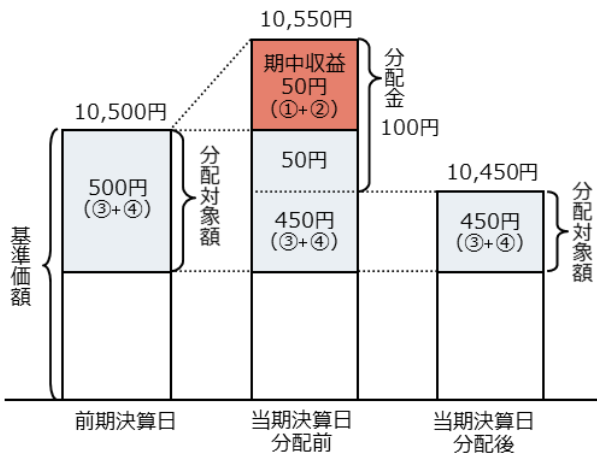 10,550円
期中収益
50円
(①+②)
分配金
100円
10,500円
500円
(③+④)
分配対象額
50円
450円
(③+④)
10,450円
450円
(③+④)
分配対象額
基準価額
前期決算日
当期決算日
分配前
当期決算日
分配後